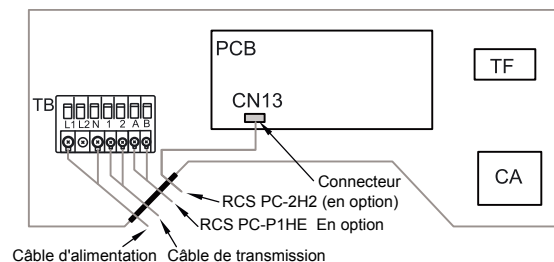 PCB
TF
TB
CN13
L1 L2 N 1 2 A B
CA
Connecteur
RCS PC-2H2 (en option)
RCS PC-P1HE En option
Câble d'alimentation
Câble de transmission